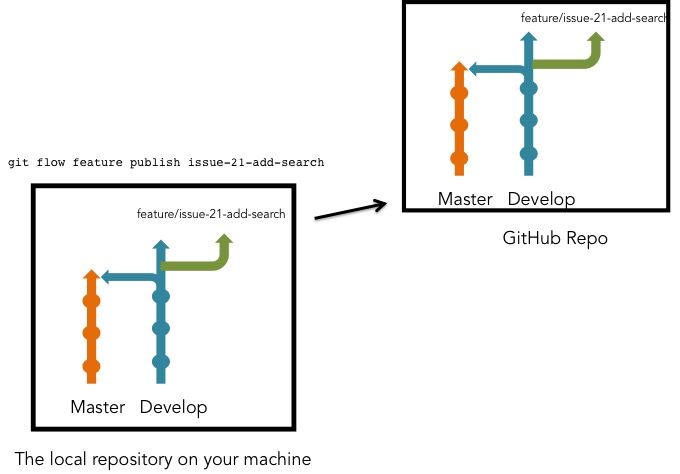 feature/issue-21-add-search
Master Develop
GitHub Repo
git flow feature publish issue-21-add-search
feature/issue-21-add-search
Master Develop
The local repository on your machine